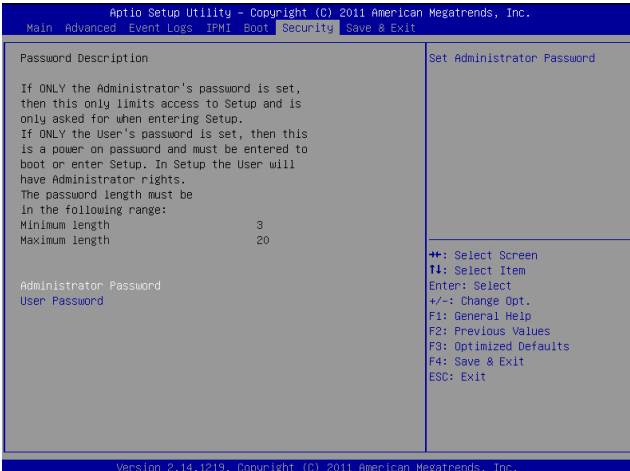 Aptio Setup Utility – Copyright (C) 2011 American Megatrends, Inc.
Main Advanced Event Logs IPMI Boot Security Save & Exit
Password Description
If ONLY the Administrator's password is set,
then this only limits access to Setup and is
only asked for when entering Setup.
If ONLY the User's password is set, then this
is a power on password and must be entered to
boot or enter Setup. In Setup the User will
have Administrator rights.
The password length must be
in the following range:
Minimum length 3
Maximum length 20
Administrator Password
User Password
Set Administrator Password
→←: Select Screen
↑↓: Select Item
Enter: Select
+/-: Change Opt.
F1: General Help
F2: Previous Values
F3: Optimized Defaults
F4: Save & Exit
ESC: Exit
Version 2.14.1219. Copyright (C) 2011 American Megatrends, Inc.